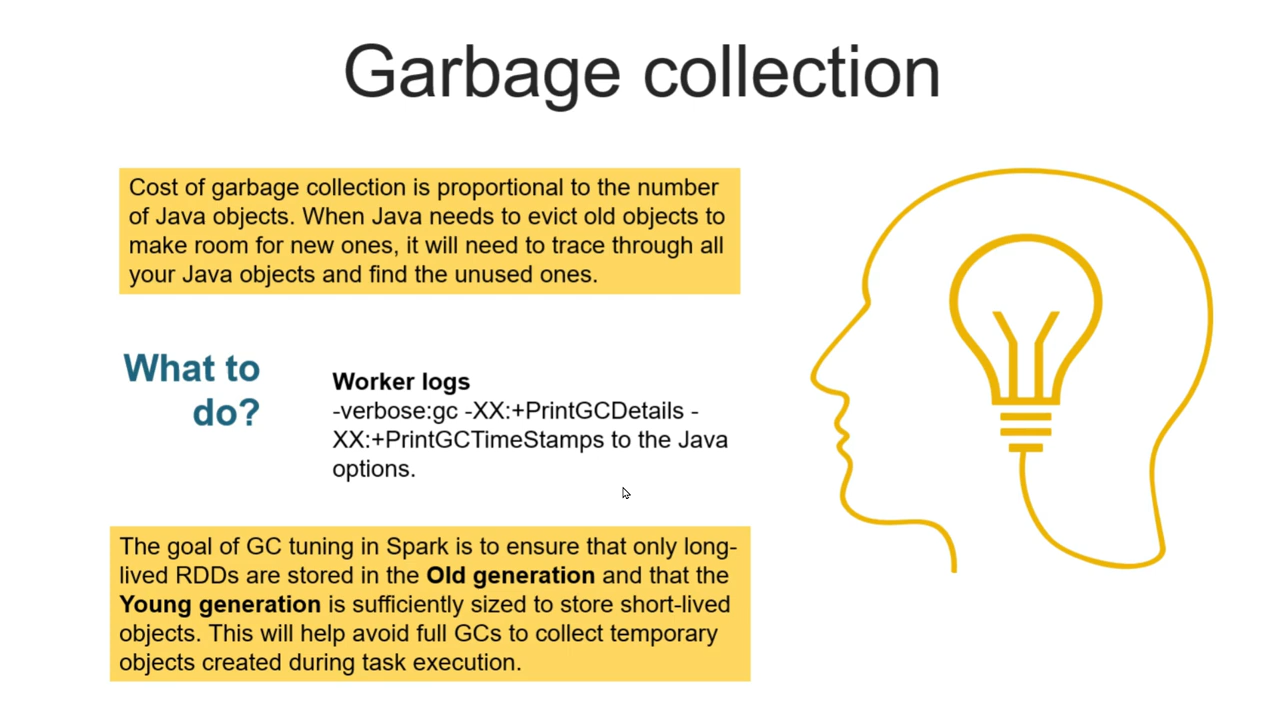 Garbage collection
Cost of garbage collection is proportional to the number
of Java objects. When Java needs to evict old objects to
make room for new ones, it will need to trace through all
your Java objects and find the unused ones.
What to
do?
Worker logs
-verbose:gc -XX:+PrintGCDetails -
XX:+PrintGCTimeStamps to the Java
options.
The goal of GC tuning in Spark is to ensure that only long-
lived RDDs are stored in the Old generation and that the
Young generation is sufficiently sized to store short-lived
objects. This will help avoid full GCs to collect temporary
objects created during task execution.